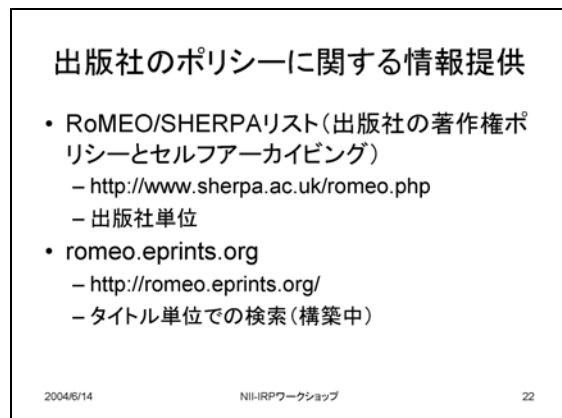 出版社のポリシーに関する情報提供
• RoMEO/SHERPAリスト（出版社の著作権ポ
リシーとセルフアーカイビング）
– http://www.sherpa.ac.uk/romeo.php
– 出版社単位
• romeo.eprints.org
– http://romeo.eprints.org/
– タイトル単位での検索（構築中）
2004/6/14 NII-IRPワークショップ 22